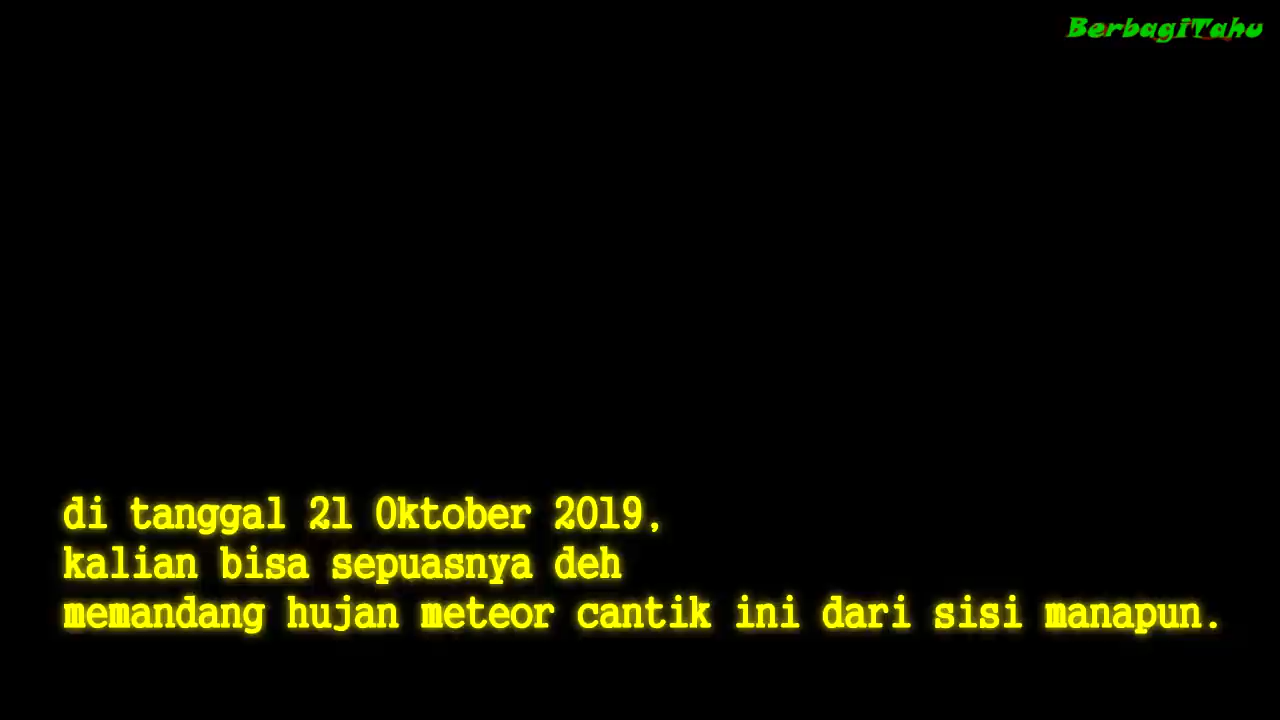 BerbagiTahu
di tanggal 21 Oktober 2019,
kalian bisa sepuasnya deh
memandang hujan meteor cantik ini dari sisi manapun.